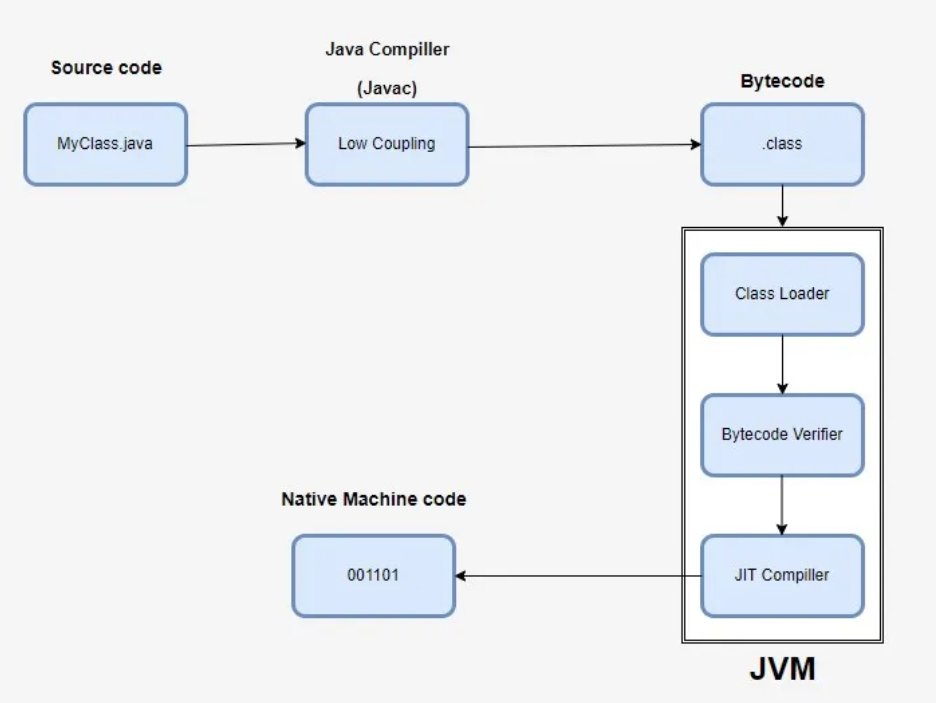 Source code
Java Compiller
(Javac)
Bytecode
MyClass.java
Low Coupling
.class
Class Loader
Bytecode Verifier
Native Machine code
001101
JIT Compiller
JVM